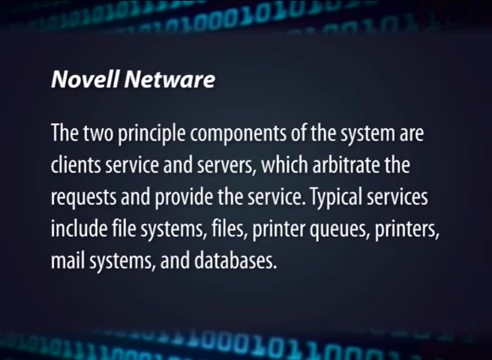 Novell Netware
The two principle components of the system are
clients service and servers, which arbitrate the
requests and provide the service. Typical services
include file systems, files, printer queues, printers,
mail systems, and databases.